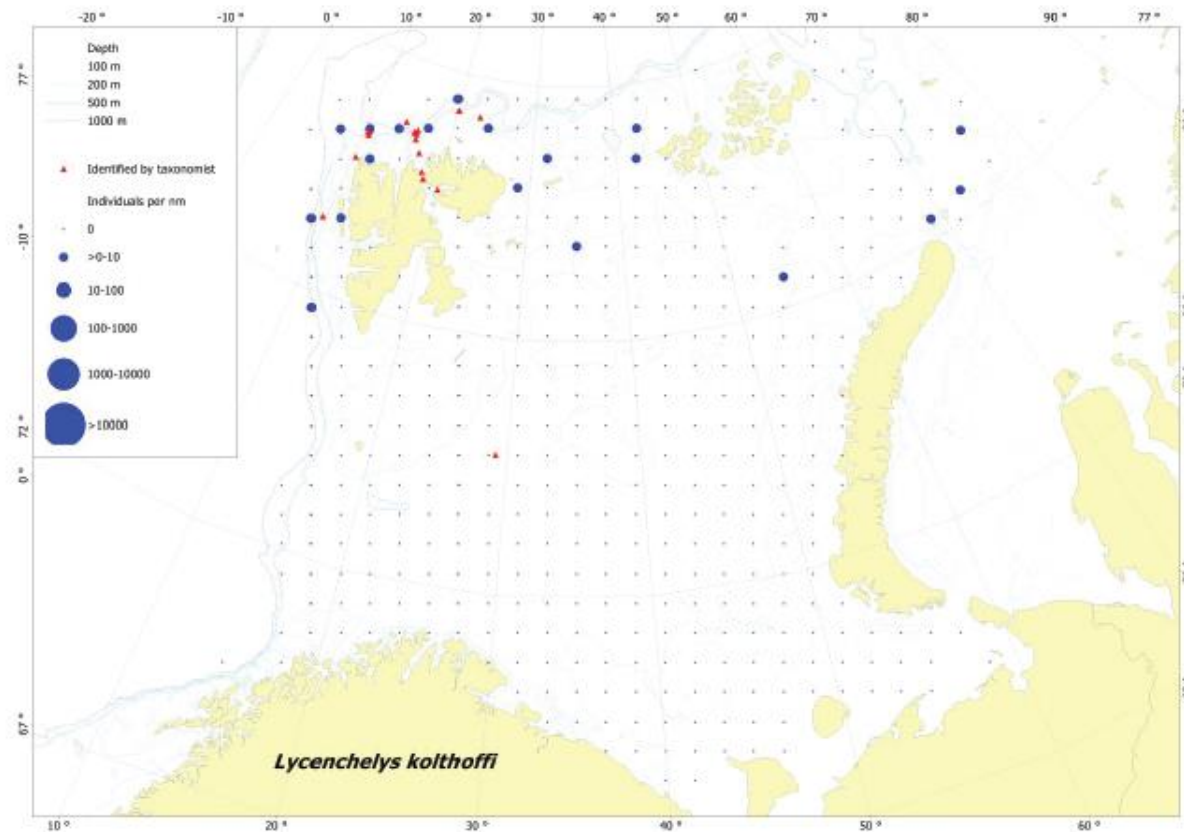 -20 ° -10 ° 0 ° 10 ° 20 ° 30 ° 40 ° 50 ° 60 ° 70 ° 80 ° 90 ° 77 °
77 °
-10 °
72 °
0 °
67 °
Depth
100 m
200 m
500 m
1000 m
Identified by taxonomist
Individuals per nm
0
>0-10
10-100
100-1000
1000-10000
>10000
Lycenchelys kolthoffi
10 ° 20 ° 30 ° 40 ° 50 ° 60 °